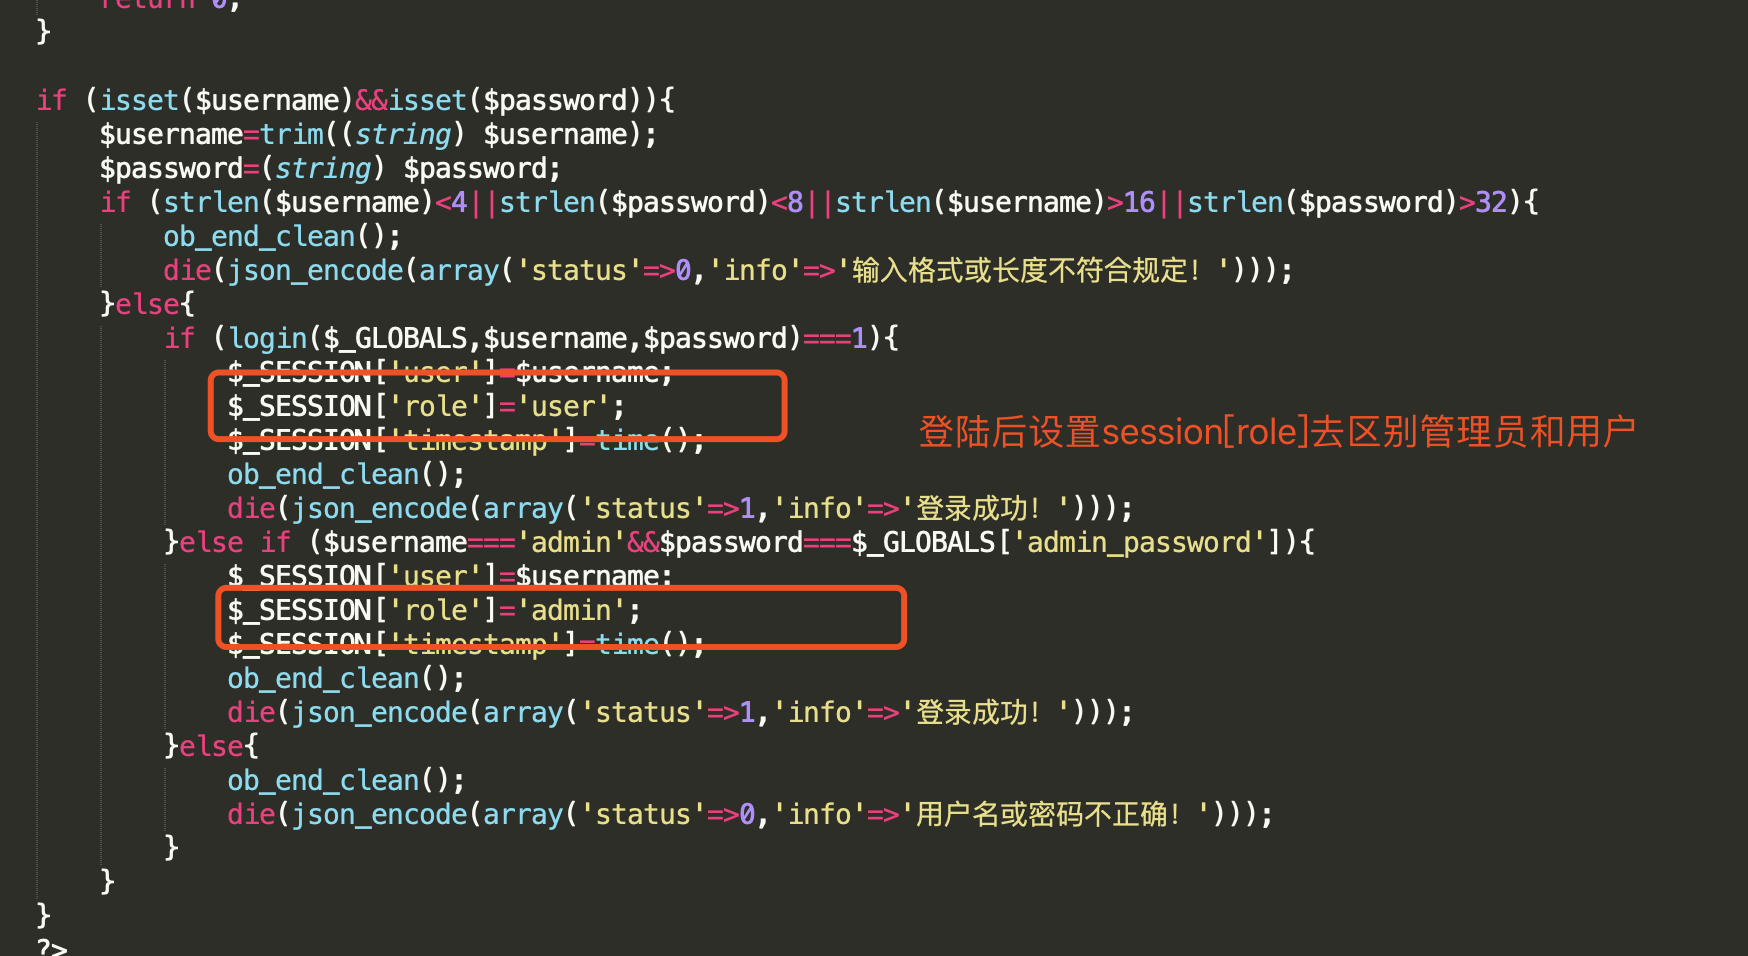 return 0;
}
if (isset($username)&&isset($password)){
$username=trim((string) $username);
$password=(string) $password;
if (strlen($username)<4||strlen($password)<8||strlen($username)>16||strlen($password)>32){
ob_end_clean();
die(json_encode(array('status'=>0,'info'=>'输入格式或长度不符合规定！')));
}else{
if (login($_GLOBALS,$username,$password)===1){
$_SESSION['user']=$username;
$_SESSION['role']='user';
登陆后设置session[role]去区别管理员和用户
$_SESSION['timestamp']=time();
ob_end_clean();
die(json_encode(array('status'=>1,'info'=>'登录成功！')));
}else if ($username==='admin'&&$password===$_GLOBALS['admin_password']){
$_SESSION['user']=$username;
$_SESSION['role']='admin';
$_SESSION['timestamp']=time();
ob_end_clean();
die(json_encode(array('status'=>1,'info'=>'登录成功！')));
}else{
ob_end_clean();
die(json_encode(array('status'=>0,'info'=>'用户名或密码不正确！')));
}
}
}
?>